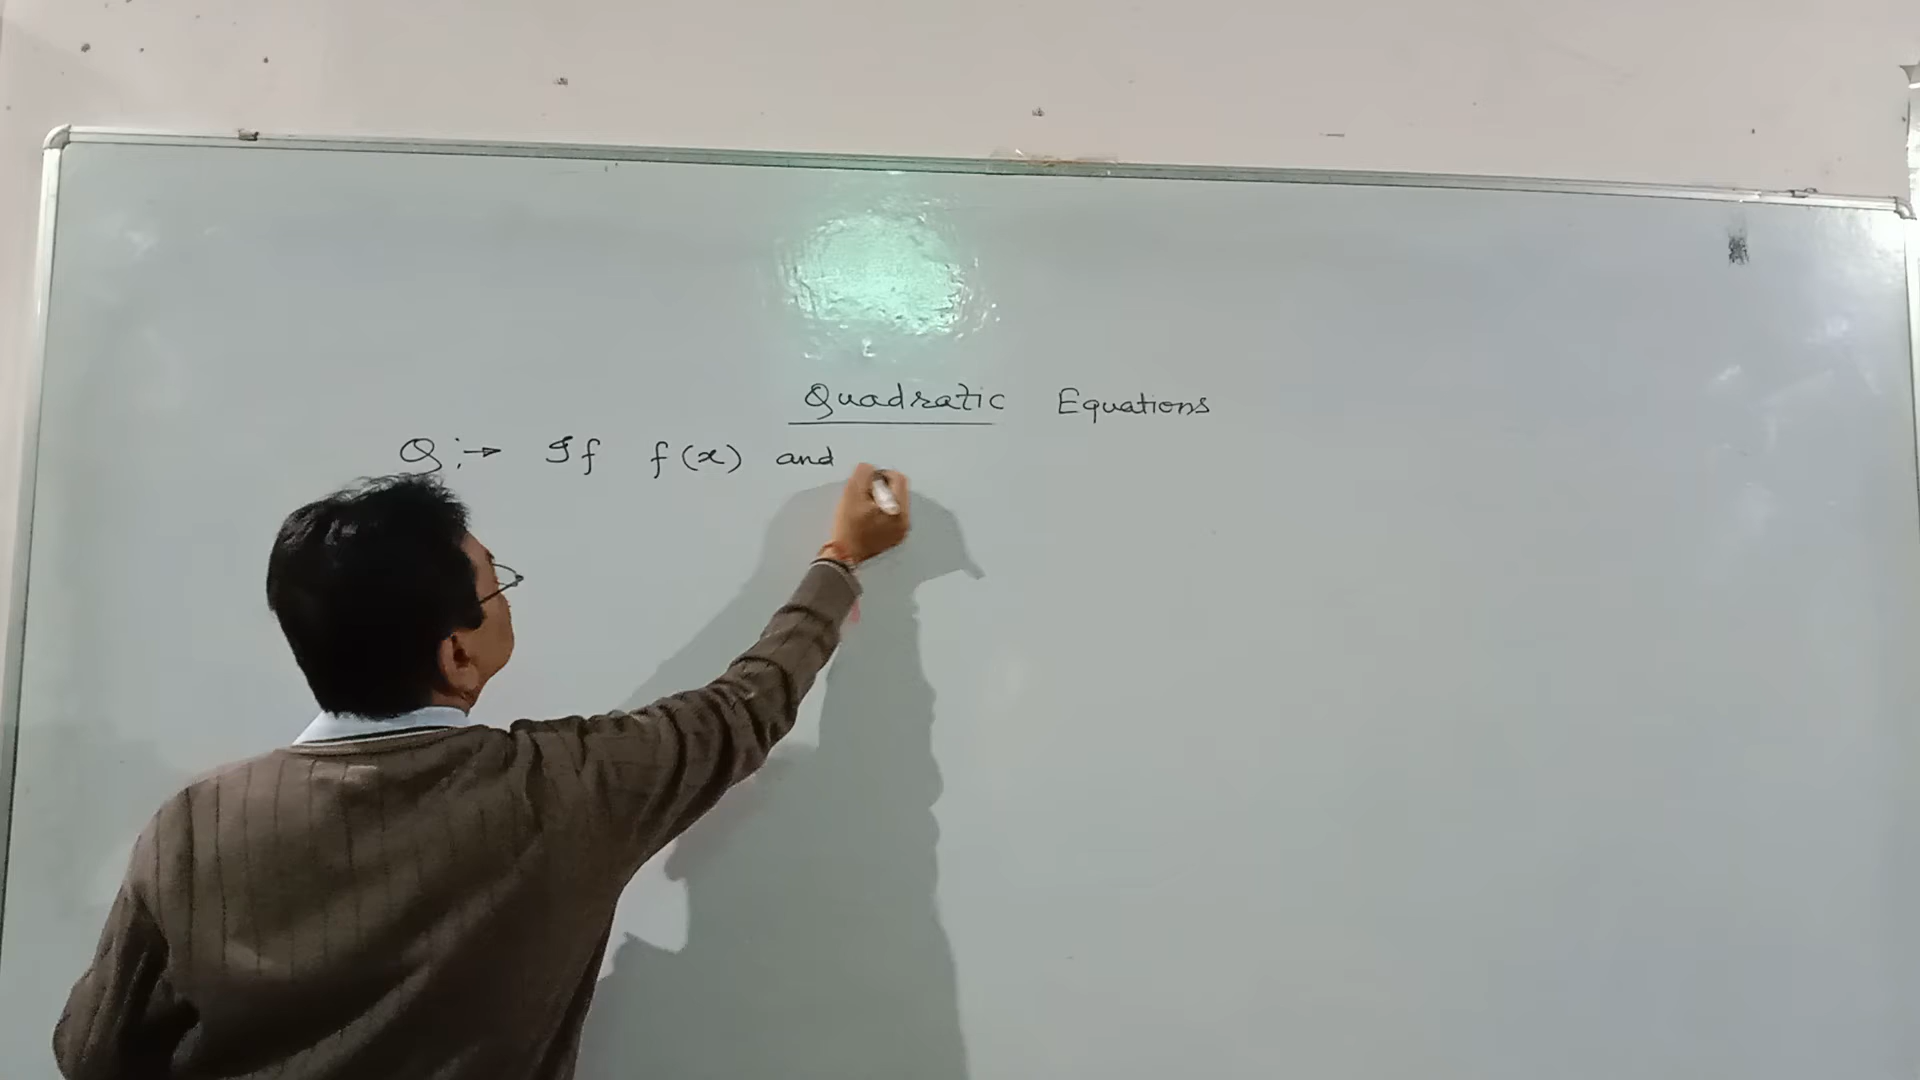 Quadratic Equations
Q:→ If f(x) and